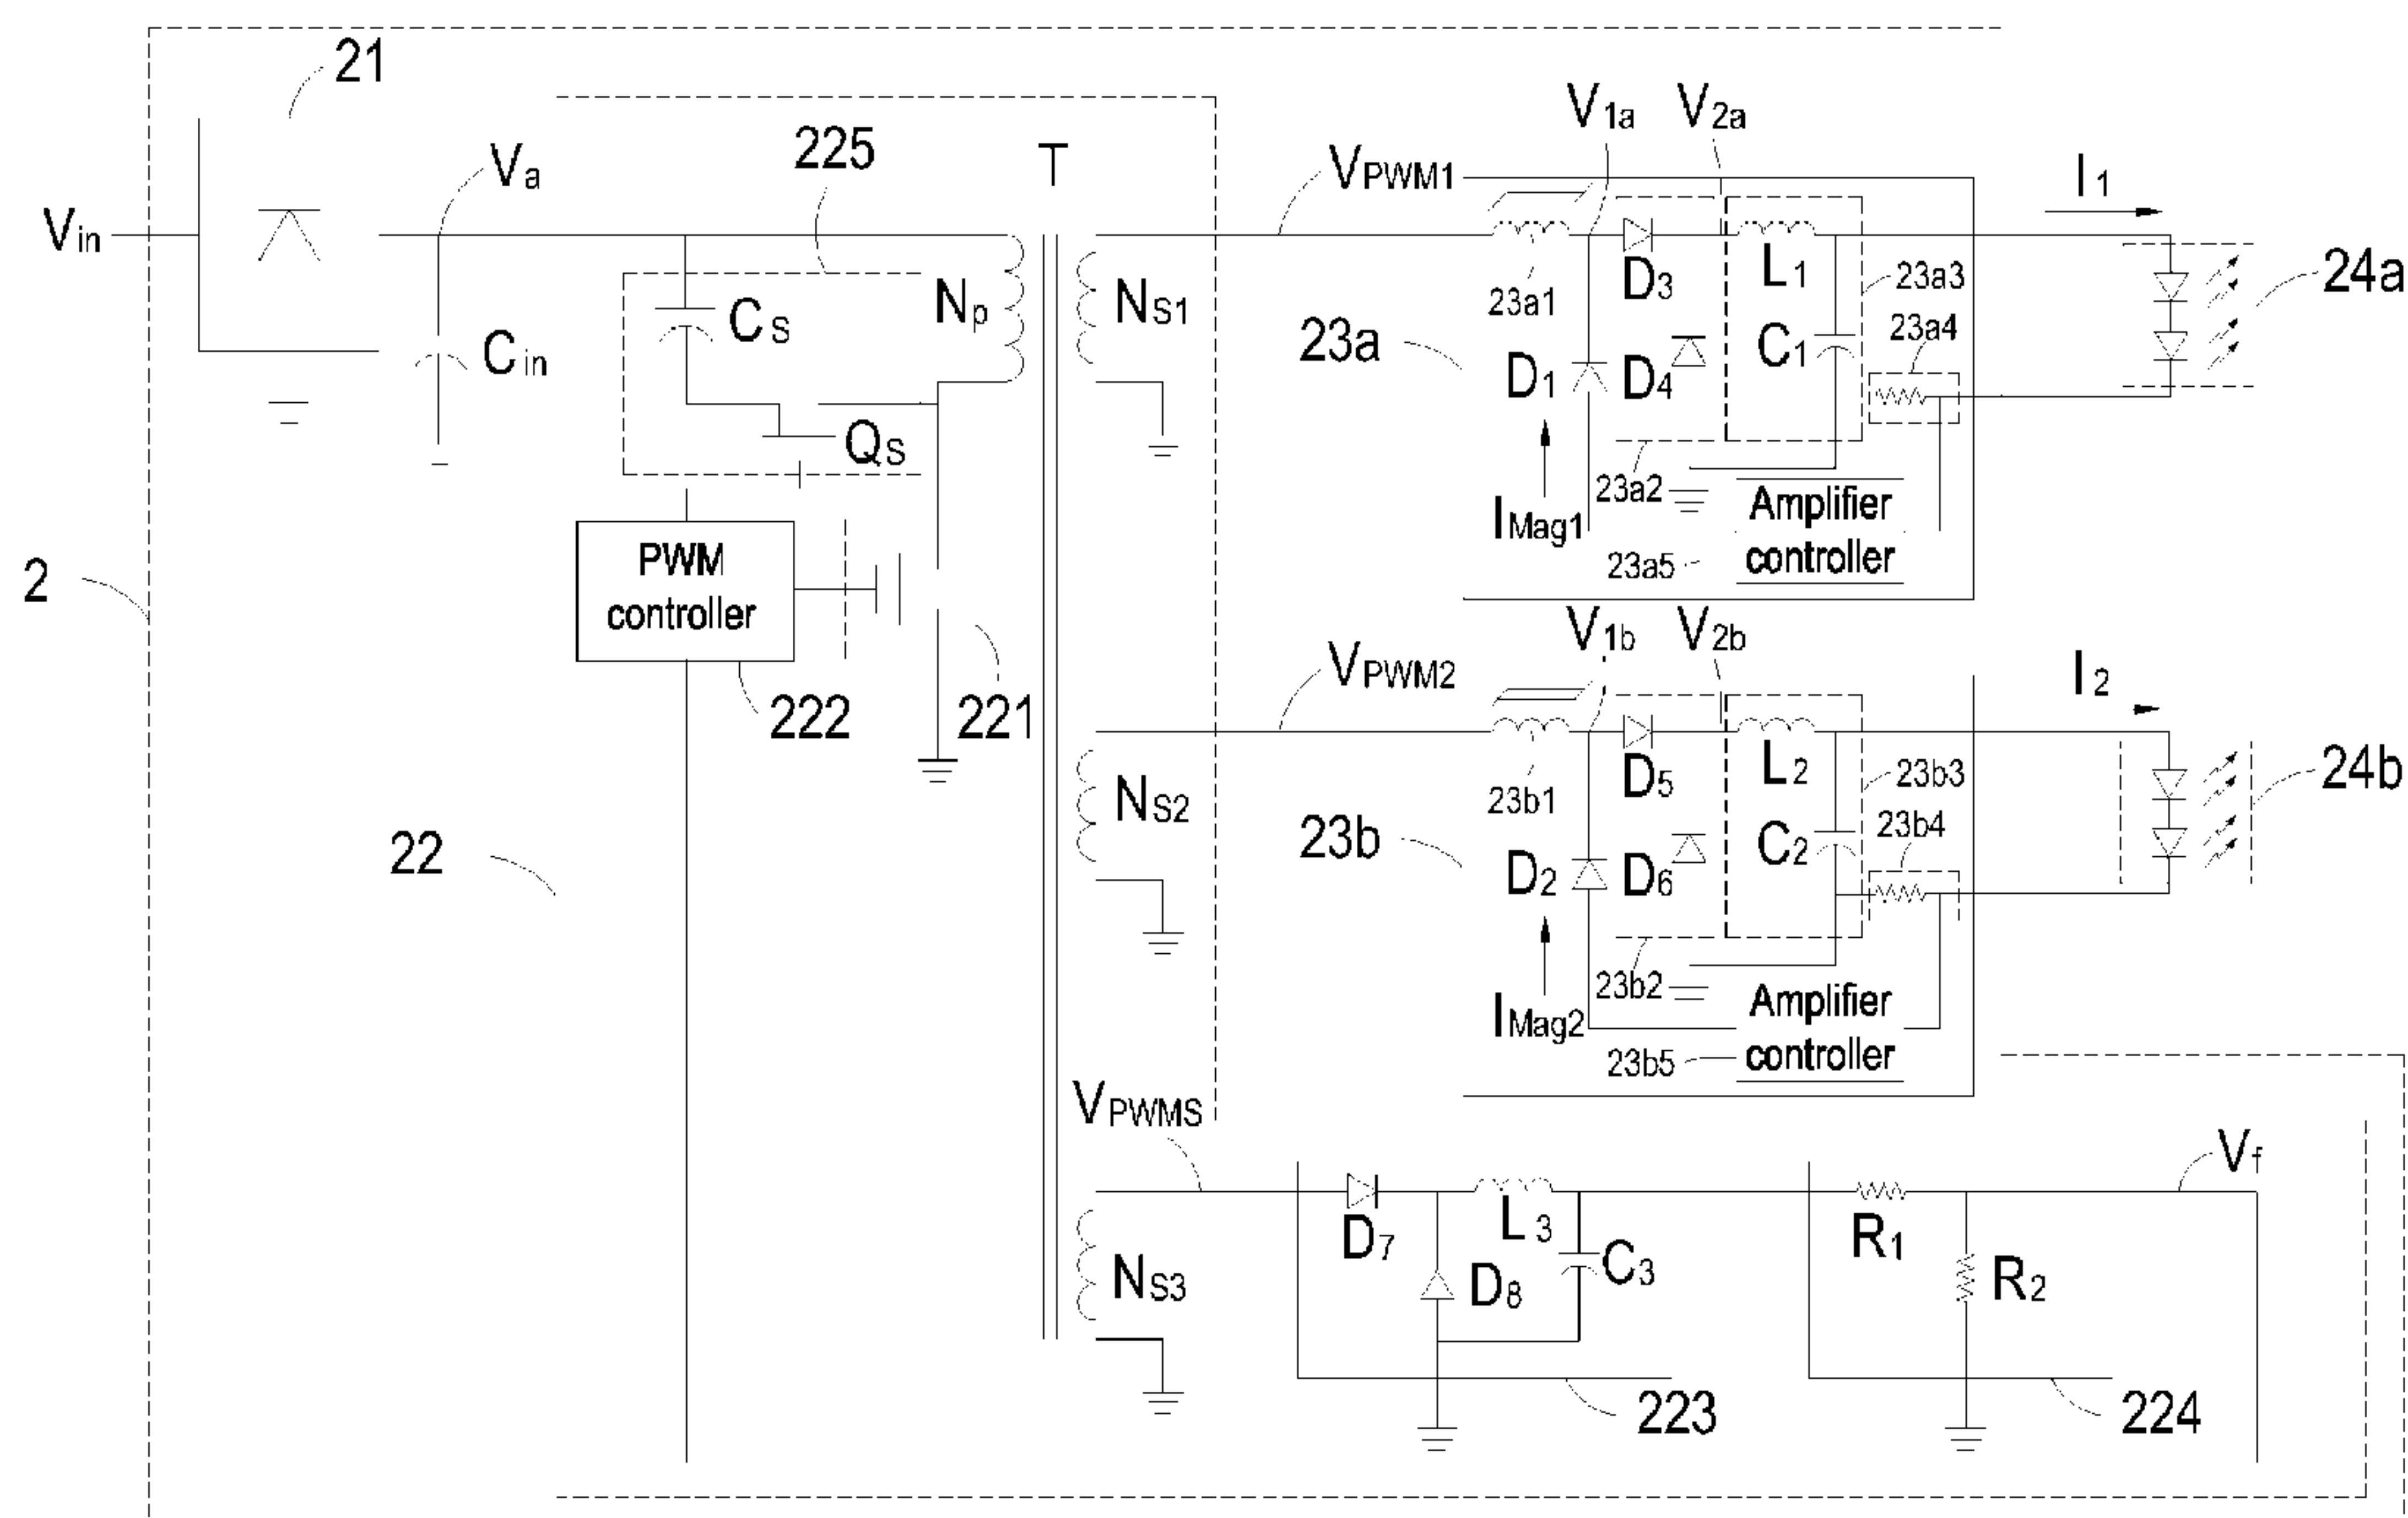 21
V1a V2a
225 T VPWM1 I1
Va
Vin
D3 L1 23a3 24a
Cs Np NS1 23a1 23a4
Cin 23a D1 D4 C1
Qs
23a2
IMag1 Amplifier
controller
23a5
PWM
controller
2
V1b V2b
VPWM2 I2
222 221
D5 L2 23b3 24b
NS2 23b1
22 23b D2 D6 C2 23b4
23b2
IMag2 Amplifier
controller
23b5
VPWMS
Vf
D7 L3 R1
NS3 D8 C3 R2
223 224